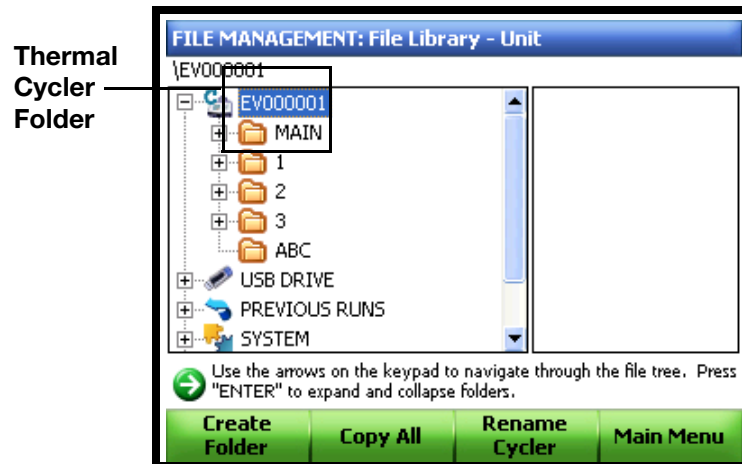 Thermal
Cycler
Folder
FILE MANAGEMENT: File Library - Unit
\EV000001
EV000001
MAIN
1
2
3
ABC
USB DRIVE
PREVIOUS RUNS
SYSTEM
Use the arrows on the keypad to navigate through the file tree. Press
"ENTER" to expand and collapse folders.
Create Folder
Copy All
Rename Cycler
Main Menu